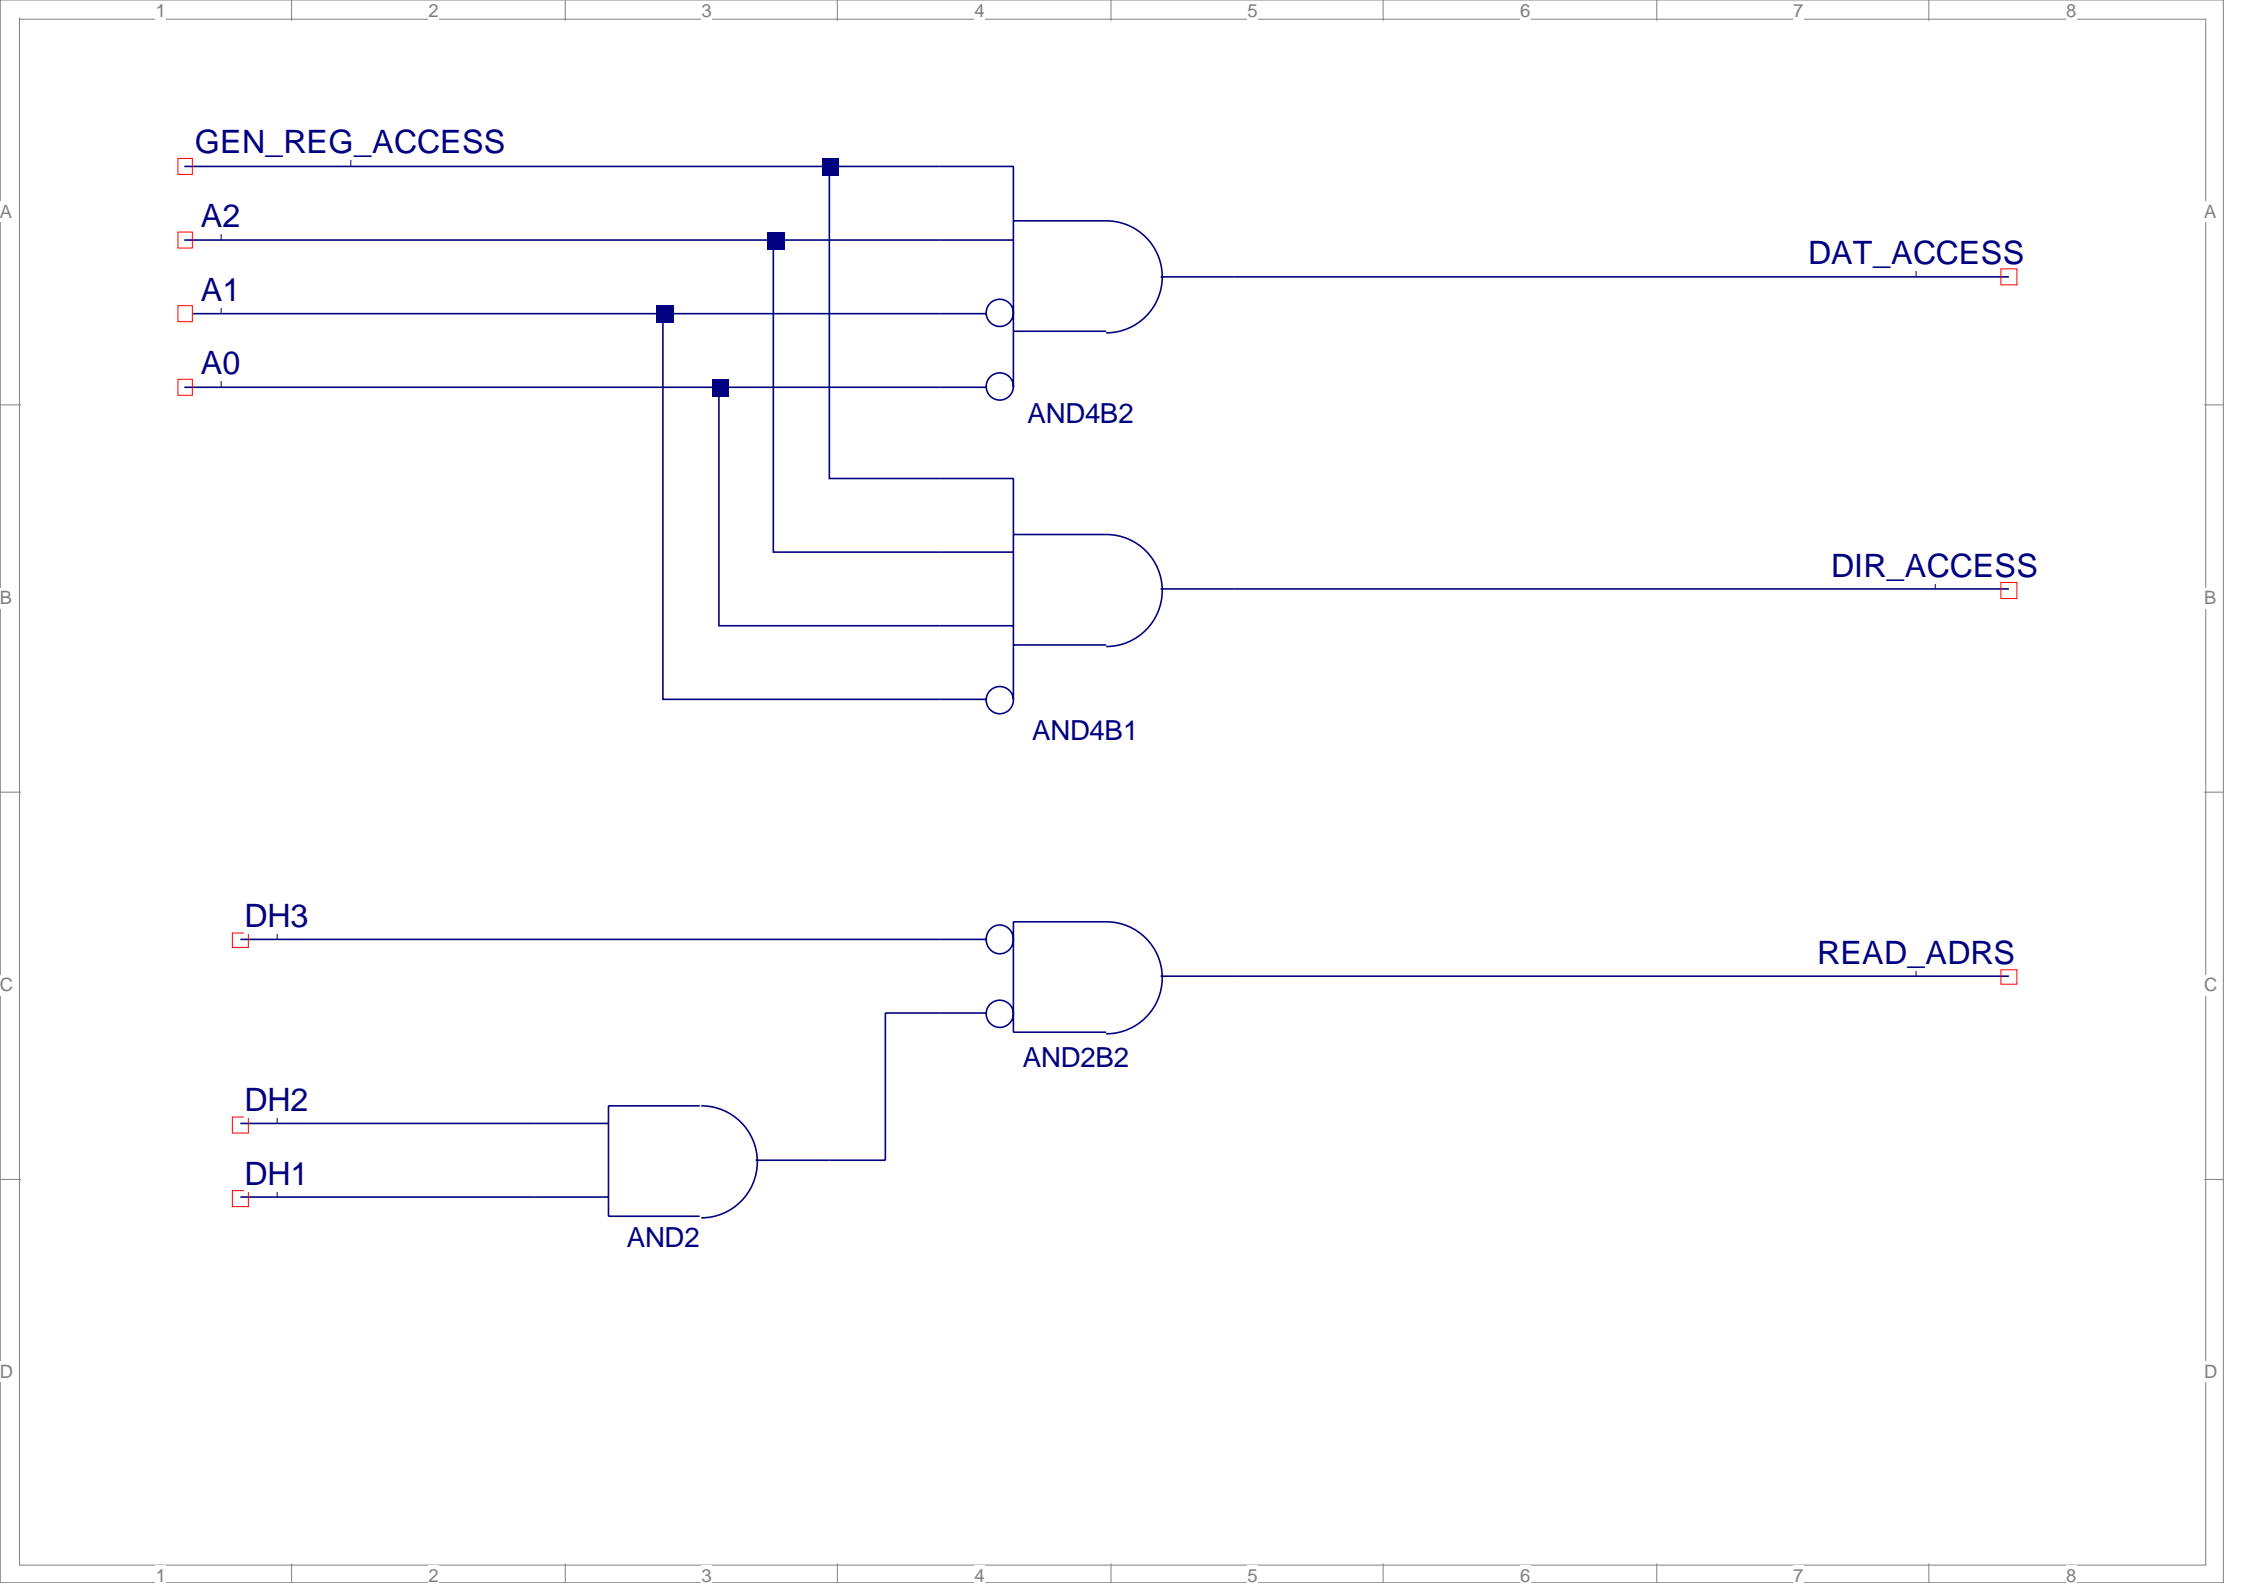 1 2 3 4 5 6 7 8
GEN_REG_ACCESS
A A2 A
DAT_ACCESS
A1
A0
AND4B2
DIR_ACCESS
B B
AND4B1
DH3
READ_ADRS
C C
AND2B2
DH2
DH1
AND2
D D
1 2 3 4 5 6 7 8